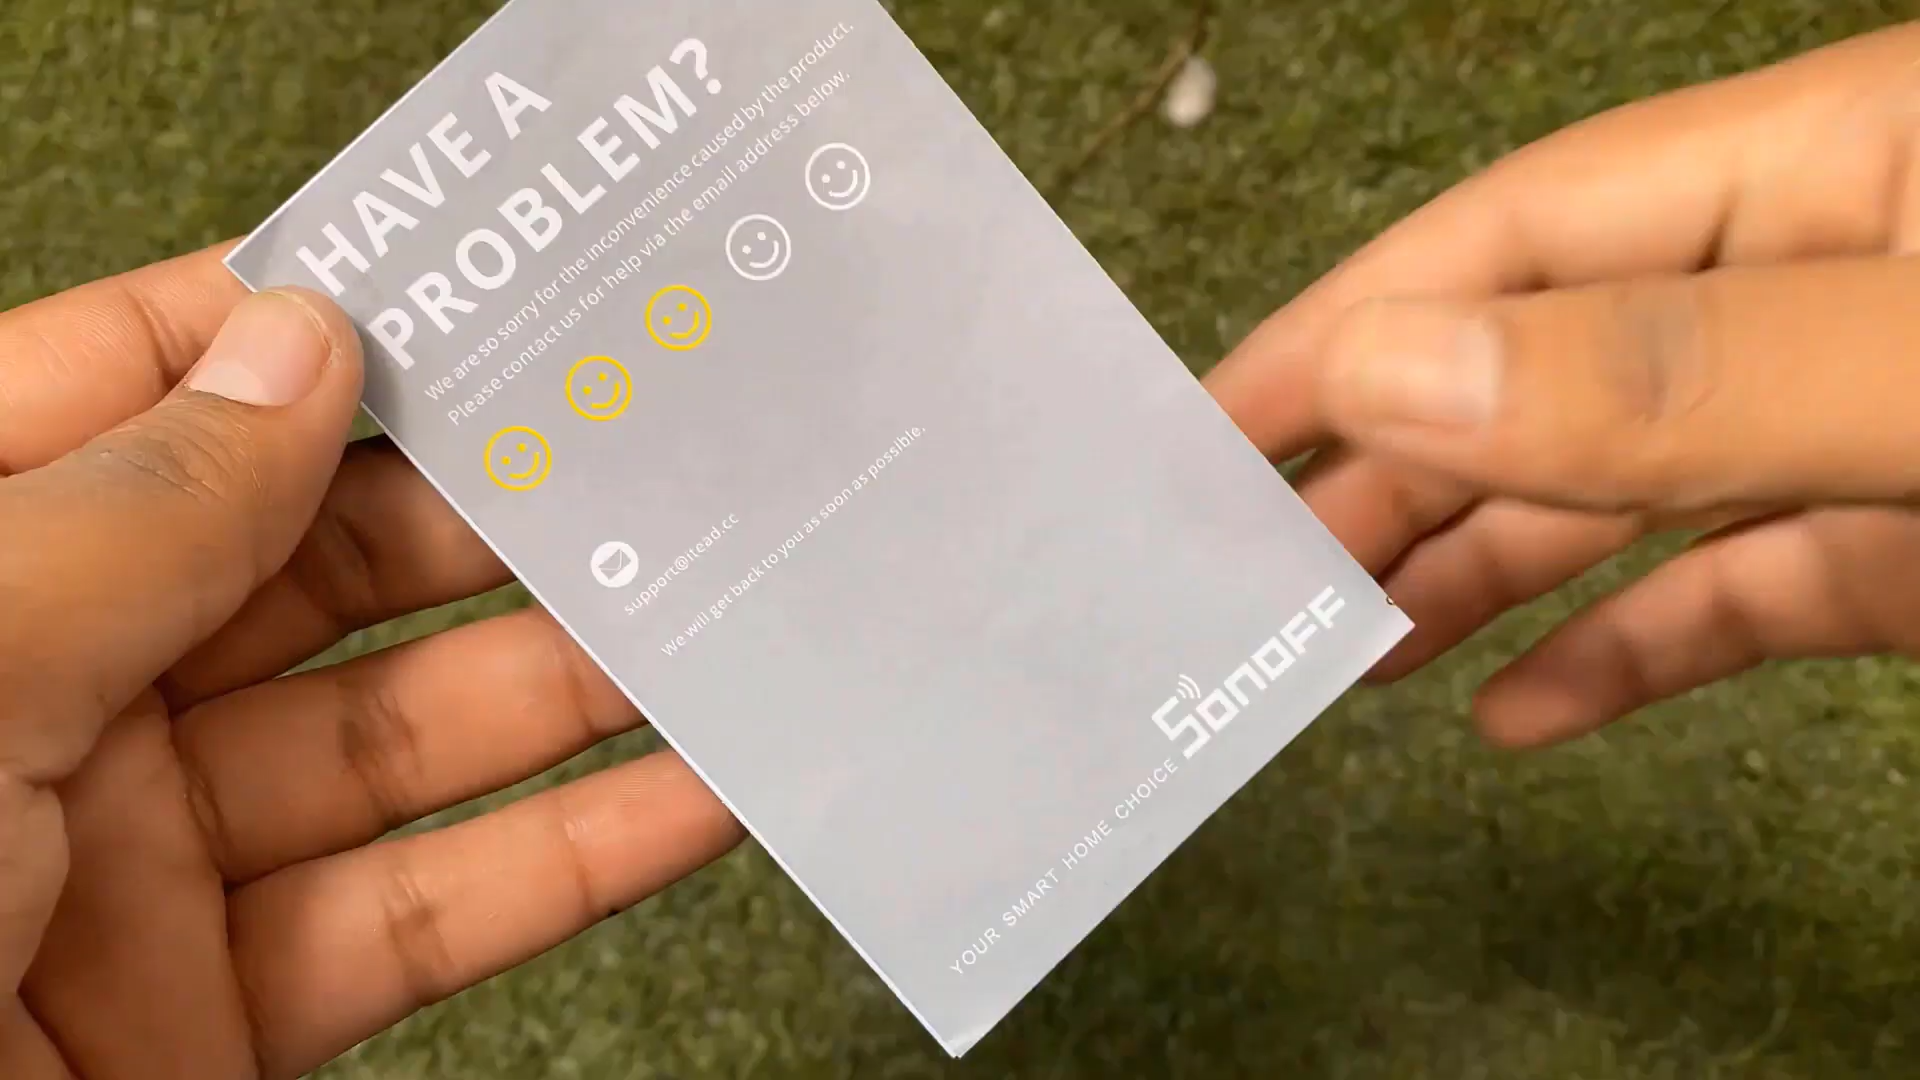 HAVE A
PROBLEM?
We are so sorry for the inconvenience caused by the product.
Please contact us for help via the email address below.
support@itead.cc
We will get back to you as soon as possible.
SONOFF
YOUR SMART HOME CHOICE